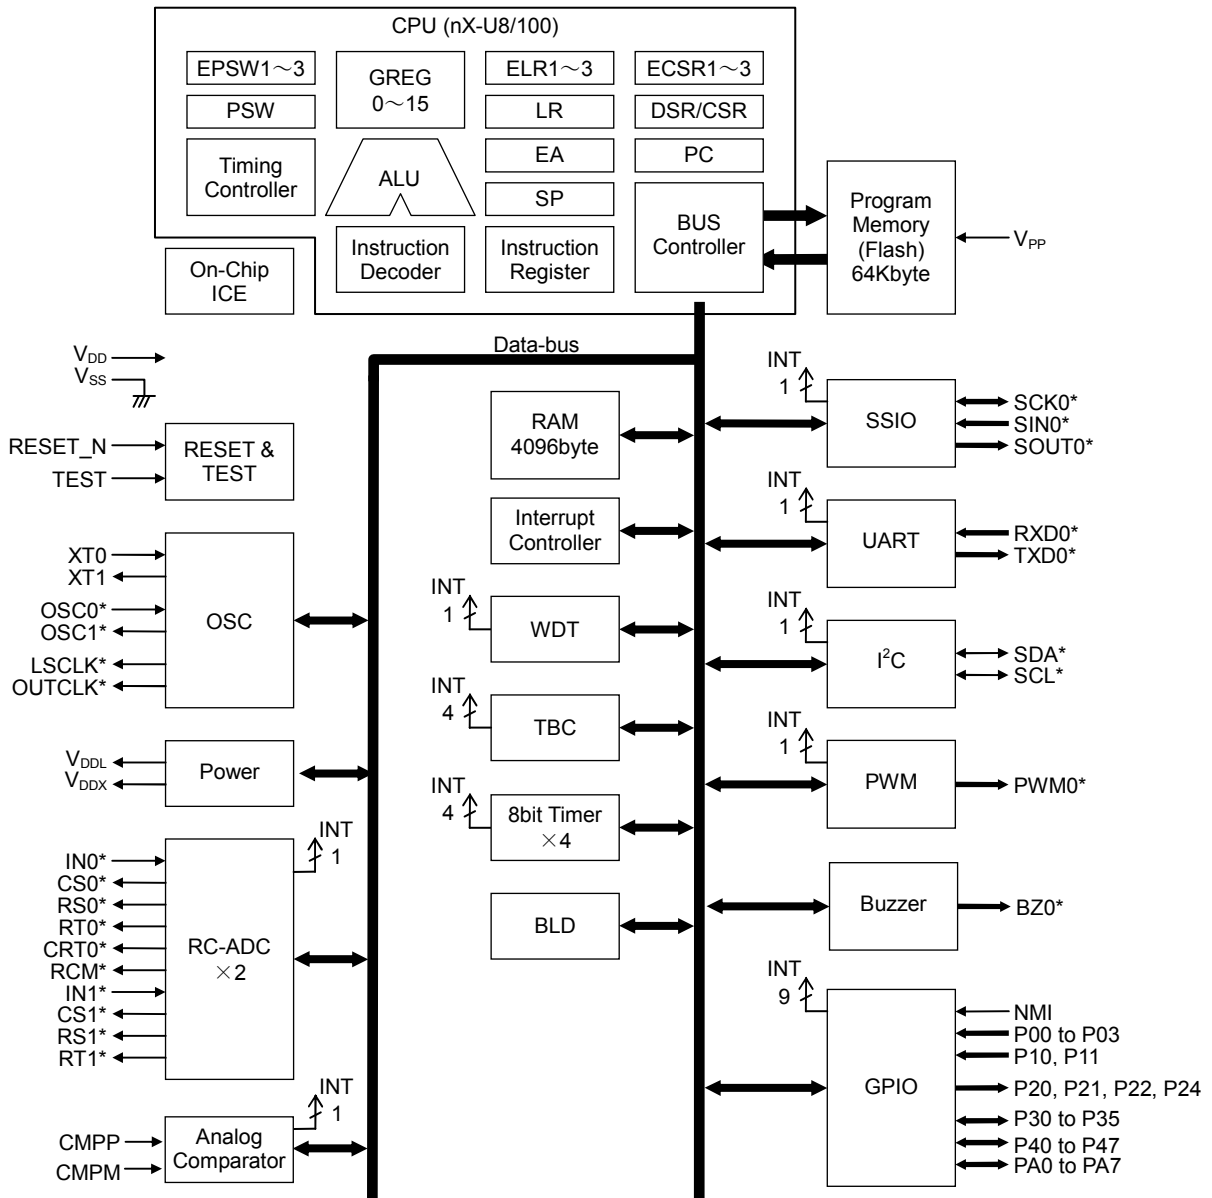 CPU (nX-U8/100)
EPSW1～3
PSW
Timing
Controller
GREG
0～15
ALU
ELR1～3
LR
EA
SP
ECSR1～3
DSR/CSR
PC
BUS
Controller
Instruction
Decoder
Instruction
Register
On-Chip
ICE
Program
Memory
(Flash)
64Kbyte
VPP
Data-bus
VDD
VSS
RESET_N
TEST
RESET &
TEST
XT0
XT1
OSC0*
OSC1*
LSCLK*
OUTCLK*
OSC
VDDL
VDDX
Power
IN0*
CS0*
RS0*
RT0*
CRT0*
RCM*
IN1*
CS1*
RS1*
RT1*
RC-ADC
×2
INT
1
CMPP
CMPM
Analog
Comparator
INT
1
RAM
4096byte
Interrupt
Controller
INT
1
WDT
INT
4
TBC
INT
4
8bit Timer
×4
BLD
INT
1
SSIO
SCK0*
SIN0*
SOUT0*
INT
1
UART
RXD0*
TXD0*
INT
1
I²C
SDA*
SCL*
INT
1
PWM
PWM0*
Buzzer
BZ0*
INT
9
GPIO
NMI
P00 to P03
P10, P11
P20, P21, P22, P24
P30 to P35
P40 to P47
PA0 to PA7